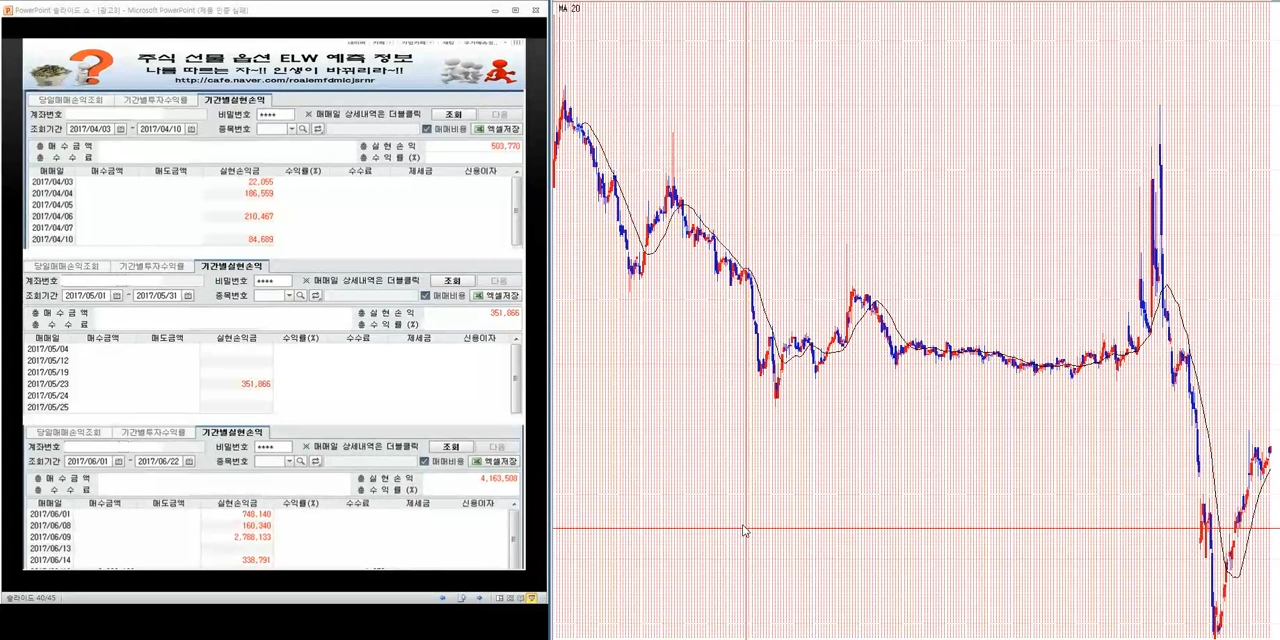 PowerPoint 슬라이드 쇼 - [광고3] - Microsoft PowerPoint (제품 인증 실패)
MA 20
주식 선물 옵션 ELW 예측 정보
나를 따르는 자~!! 인생이 바뀌리라~!!
http://cafe.naver.com/roalemfdmlcjsrnr
당일매매손익조회 기간별투자수익률 기간별실현손익
계좌번호 비밀번호 **** ※ 매매일 상세내역은 더블클릭 조회 다음
조회기간 2017/04/03 - 2017/04/10 종목번호 매매비용 엑셀저장
총 매 수 금 액 총 실 현 손 익 503,770
총 수 수 료 총 수 익 률 (%)
매매일 매수금액 매도금액 실현손익금 수익률(%) 수수료 제세금 신용이자
2017/04/03 22,055
2017/04/04 186,559
2017/04/05
2017/04/06 210,467
2017/04/07
2017/04/10 84,689
당일매매손익조회 기간별투자수익률 기간별실현손익
계좌번호 비밀번호 **** ※ 매매일 상세내역은 더블클릭 조회 다음
조회기간 2017/05/01 - 2017/05/31 종목번호 매매비용 엑셀저장
총 매 수 금 액 총 실 현 손 익 351,866
총 수 수 료 총 수 익 률 (%)
매매일 매수금액 매도금액 실현손익금 수익률(%) 수수료 제세금 신용이자
2017/05/04
2017/05/12
2017/05/19
2017/05/23 351,866
2017/05/24
2017/05/25
당일매매손익조회 기간별투자수익률 기간별실현손익
계좌번호 비밀번호 **** ※ 매매일 상세내역은 더블클릭 조회 다음
조회기간 2017/06/01 - 2017/06/22 종목번호 매매비용 엑셀저장
총 매 수 금 액 총 실 현 손 익 4,163,508
총 수 수 료 총 수 익 률 (%)
매매일 매수금액 매도금액 실현손익금 수익률(%) 수수료 제세금 신용이자
2017/06/01 748,140
2017/06/08 160,340
2017/06/09 2,788,133
2017/06/13
2017/06/14 338,791
슬라이드 40/45